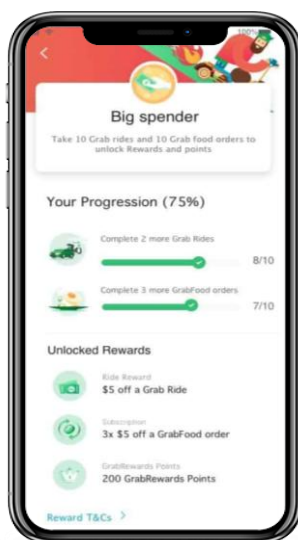 100%
Big spender
Take 10 Grab rides and 10 Grab food orders to
unlock Rewards and points
Your Progression (75%)
Complete 2 more Grab Rides
8/10
Complete 3 more GrabFood orders
7/10
Unlocked Rewards
Ride Reward
$5 off a Grab Ride
Subscription
3x $5 off a GrabFood order
GrabRewards Points
200 GrabRewards Points
Reward T&Cs >